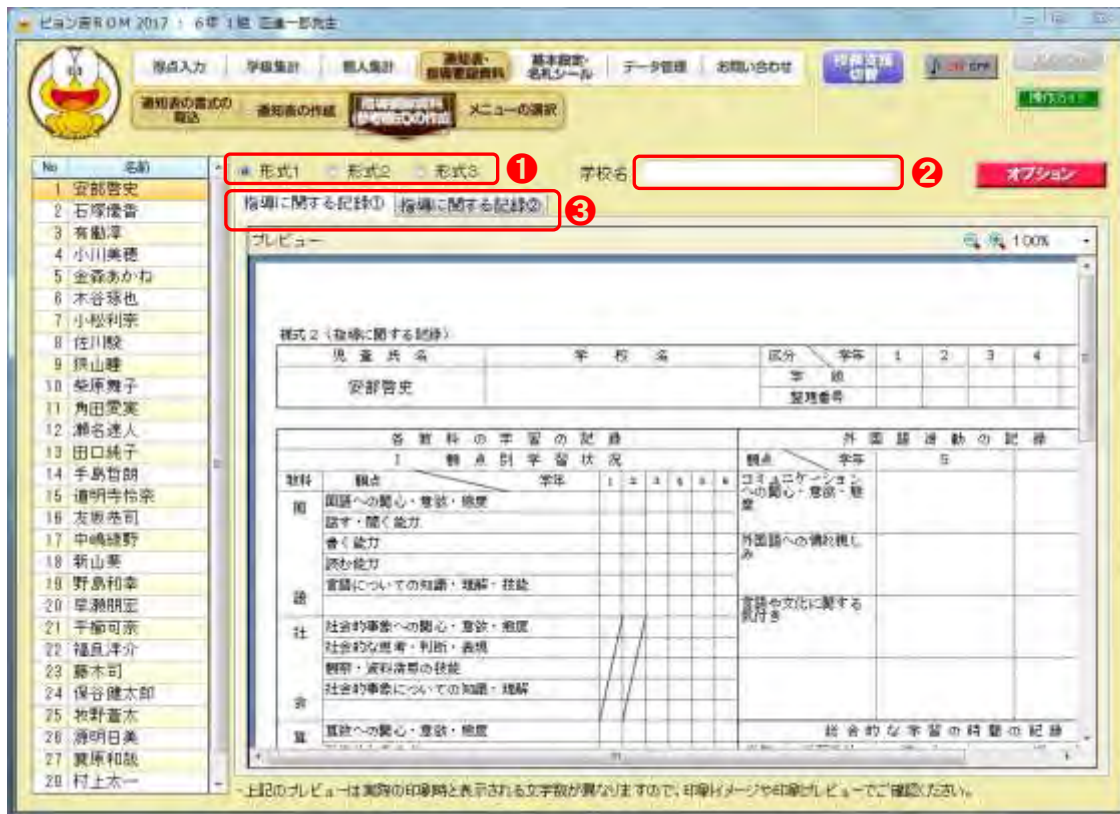 ピヨン吉ROM 2017 : 6年 1組
得点入力 学級集計 個人集計 通知表・指導要録資料 基本設定・名札シール データ管理 お問い合わせ
通知表の書式の取込 通知表の作成 メニューの選択
操作ガイド
No 名前
形式1 形式2 形式3 ❶ 学校名 ❷ オプション
指導に関する記録① 指導に関する記録② ❸
プレビュー 100%
1 安部啓史
2 石塚優香
3 有働淳
4 小川美穂
5 金森あかね
6 木谷琢也
7 小松利奈
8 佐川駿
9 狭山瞳
10 柴原舞子
11 角田愛実
12 瀬名達人
13 田口純子
14 手島哲朗
15 道明寺怜奈
16 友坂恭司
17 中嶋綾野
18 新山葵
19 野島和幸
20 早瀬朋宏
21 千舗可奈
22 福良洋介
23 藤木司
24 保谷健太郎
25 牧野蒼太
26 源明日美
27 簑原和哉
28 村上太一
様式2(指導に関する記録)
児童氏名 学校名 区分 学年 1 2 3 4
安部啓史 学級
整理番号
各教科の学習の記録 外国語活動の記録
Ⅰ 観点別学習状況 観点 学年 5
教科 観点 学年 1 2 3 4 5 6 コミュニケーションへの関心・意欲・態度
国語 国語への関心・意欲・態度
話す・聞く能力
書く能力 外国語への慣れ親しみ
読む能力
言語についての知識・理解・技能
言語や文化に関する気付き
社会 社会的事象への関心・意欲・態度
社会的な思考・判断・表現
観察・資料活用の技能
社会的事象についての知識・理解
算 算数への関心・意欲・態度 総合的な学習の時間の記録
上記のプレビューは実際の印刷時と表示される文字数が異なりますので、印刷イメージや印刷プレビューでご確認ください。